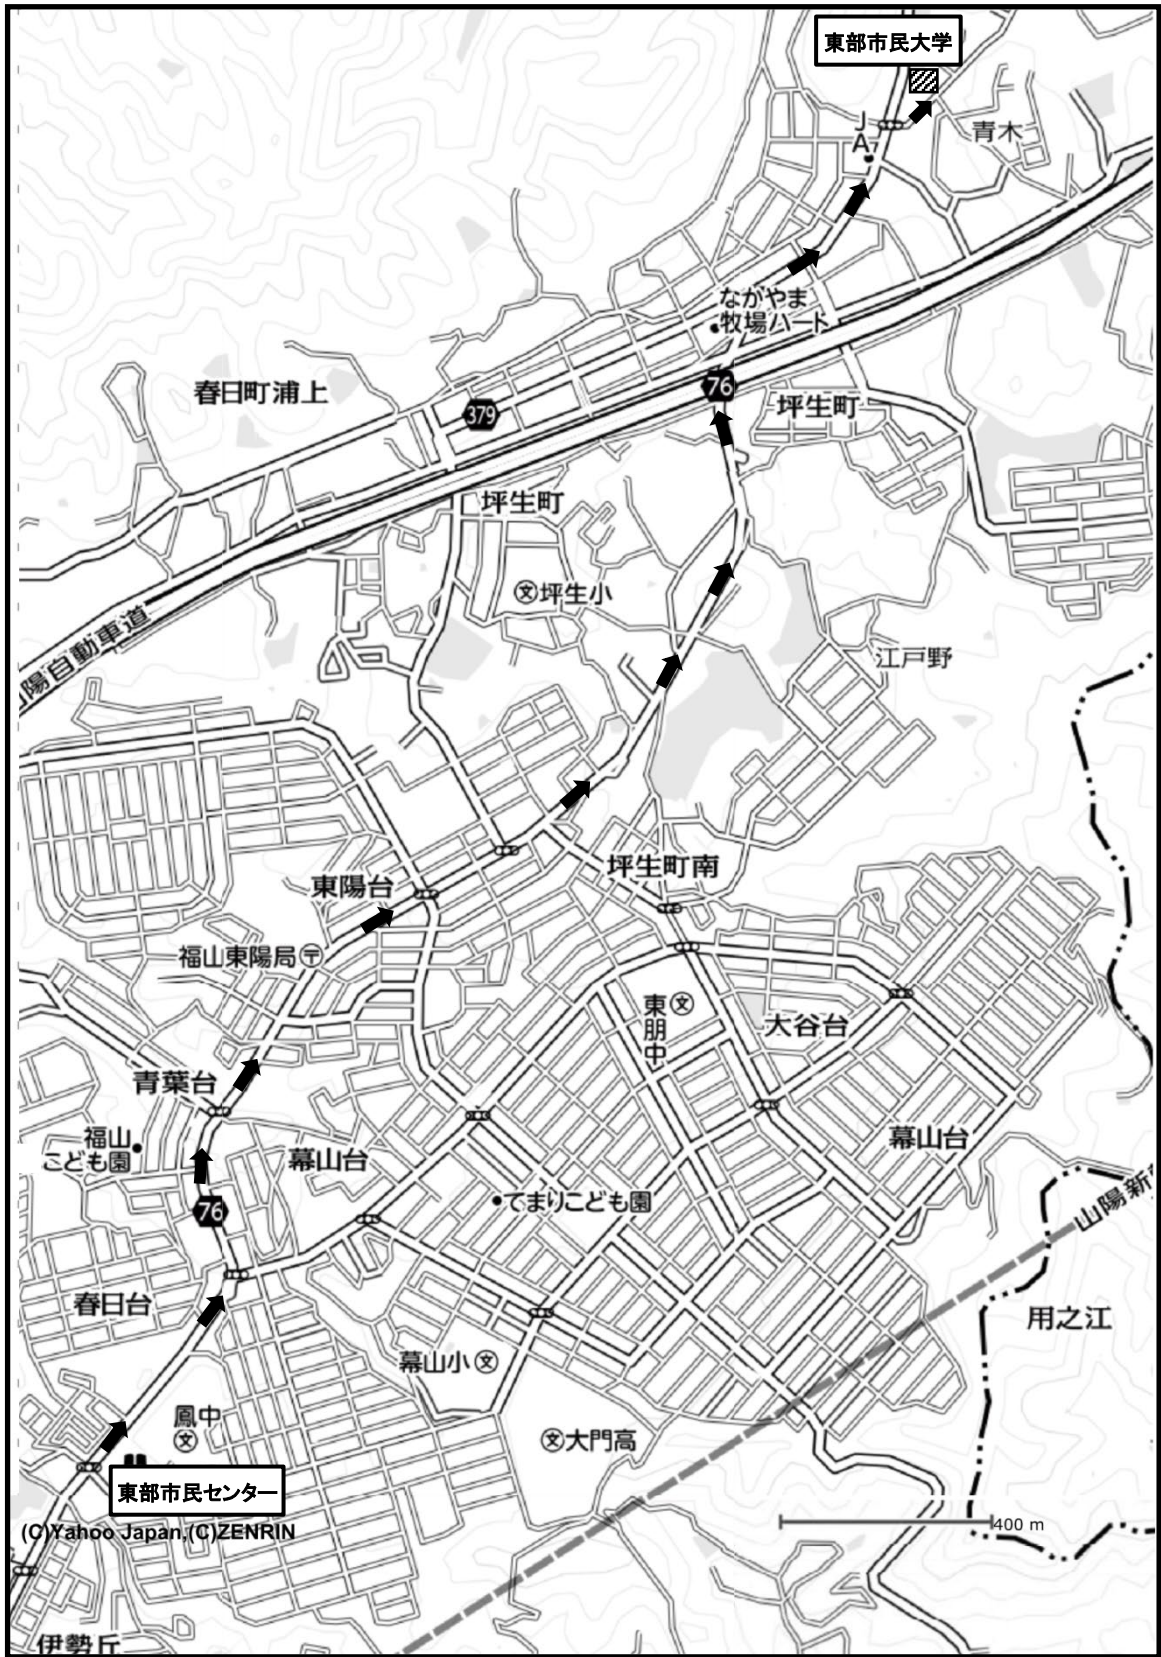 東部市民大学
J
A
青木
なかやま
牧場ハート
76
坪生町
春日町浦上
379
坪生町
坪生小
陽自動車道
江戸野
坪生町南
東陽台
福山東陽局
東朋中
大谷台
青葉台
福山
こども園
幕山台
幕山台
てまりこども園
76
山陽新
春日台
用之江
幕山小
鳳中
大門高
東部市民センター
(C)Yahoo Japan,(C)ZENRIN
400 m
伊勢丘